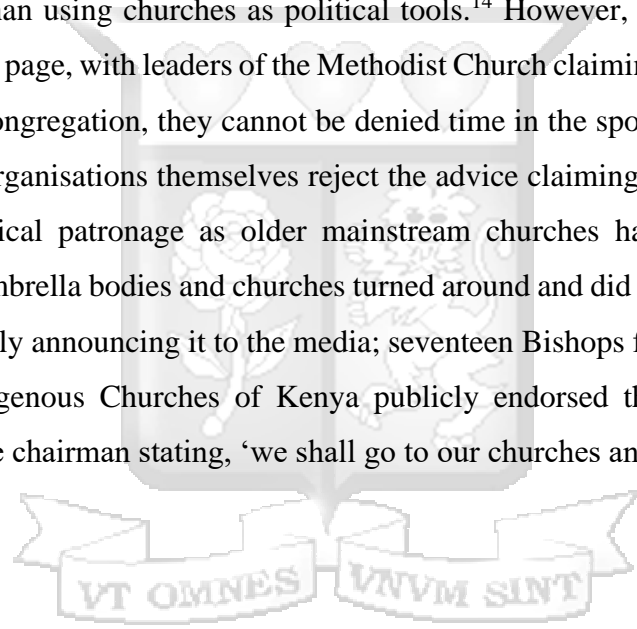 an using churches as political tools.14 However,
page, with leaders of the Methodist Church claimin
ongregation, they cannot be denied time in the spo
rganisations themselves reject the advice claiming
ical patronage as older mainstream churches ha
mbrella bodies and churches turned around and did
ly announcing it to the media; seventeen Bishops f
genous Churches of Kenya publicly endorsed th
e chairman stating, ‘we shall go to our churches an
VT OMNES VNVM SINT